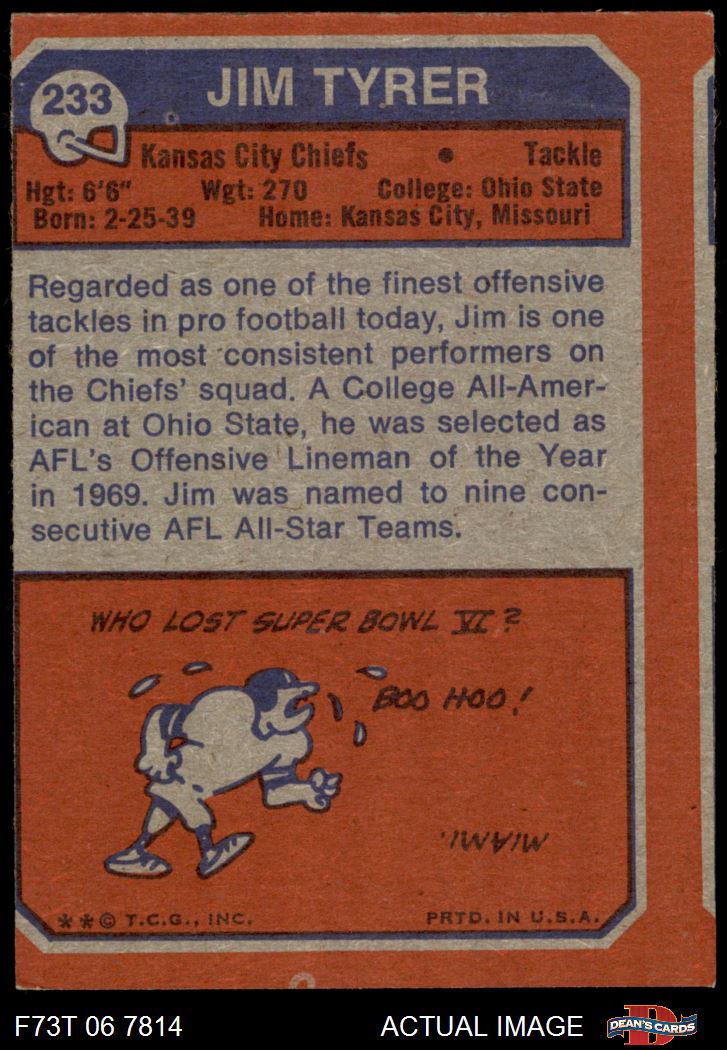 233
JIM TYRER
Kansas City Chiefs • Tackle
Hgt: 6'6" Wgt: 270 College: Ohio State
Born: 2-25-39 Home: Kansas City, Missouri
Regarded as one of the finest offensive
tackles in pro football today, Jim is one
of the most consistent performers on
the Chiefs' squad. A College All-Amer-
ican at Ohio State, he was selected as
AFL's Offensive Lineman of the Year
in 1969. Jim was named to nine con-
secutive AFL All-Star Teams.
WHO LOST SUPER BOWL VI?
BOO HOO!
MIAMI.
**© T.C.G., INC. PRTD. IN U.S.A.
F73T 06 7814 ACTUAL IMAGE
D
DEAN'S CARDS